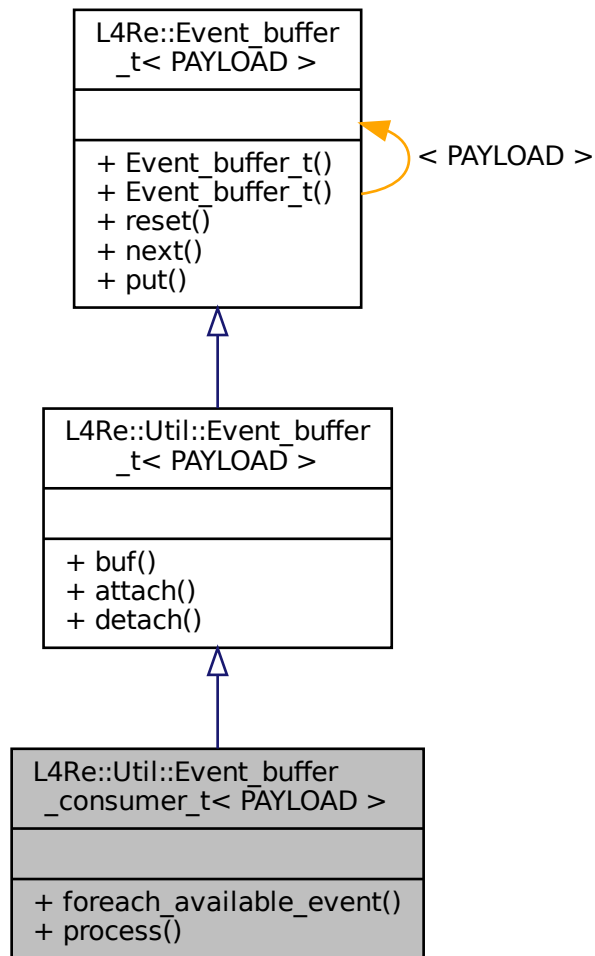 L4Re::Event_buffer
_t< PAYLOAD >
+ Event_buffer_t()
+ Event_buffer_t()
+ reset()
+ next()
+ put()
< PAYLOAD >
L4Re::Util::Event_buffer
_t< PAYLOAD >
+ buf()
+ attach()
+ detach()
L4Re::Util::Event_buffer
_consumer_t< PAYLOAD >
+ foreach_available_event()
+ process()